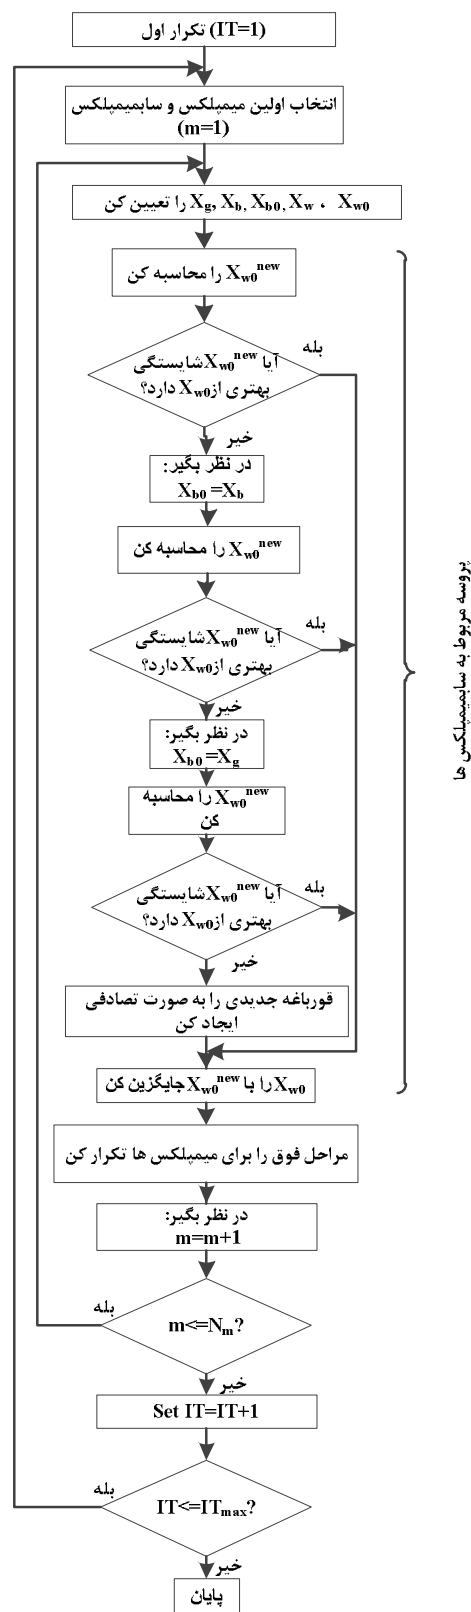 تکرار اول (IT=1)
انتخاب اولین میمپلکس و سابمیمپلکس
(m=1)
Xg, Xb, Xb0, Xw ، Xw0 را تعیین کن
Xw0new را محاسبه کن
بله
آیا Xw0new شایستگی
بهتری از Xw0 دارد؟
خیر
در نظر بگیر:
Xb0 =Xb
Xw0new را محاسبه کن
بله
آیا Xw0new شایستگی
بهتری از Xw0 دارد؟
خیر
در نظر بگیر:
Xb0 =Xg
Xw0new را محاسبه
کن
بله
آیا Xw0new شایستگی
بهتری از Xw0 دارد؟
خیر
قورباغه جدیدی را به صورت تصادفی
ایجاد کن
Xw0 را با Xw0new جایگزین کن
پروسه مربوط به سابمیمپلکس ها
مراحل فوق را برای میمپلکس ها تکرار کن
در نظر بگیر:
m=m+1
بله
m<=Nm?
خیر
Set IT=IT+1
بله
IT<=ITmax?
خیر
پایان